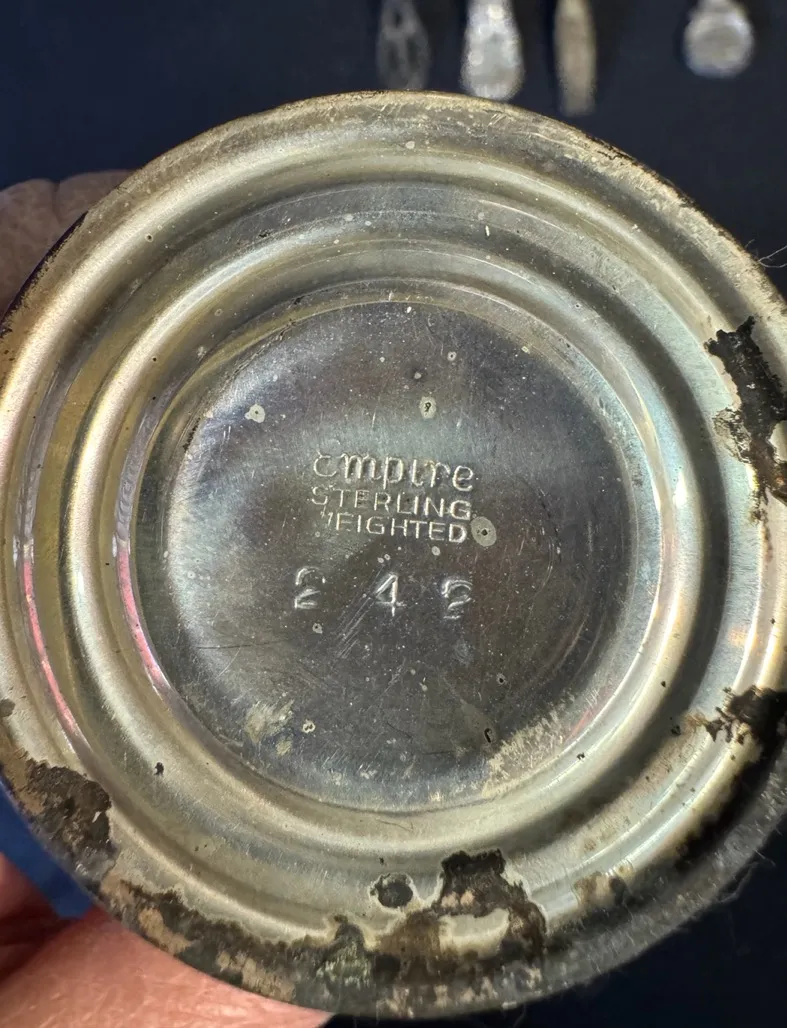 empire
STERLING
WEIGHTED
242